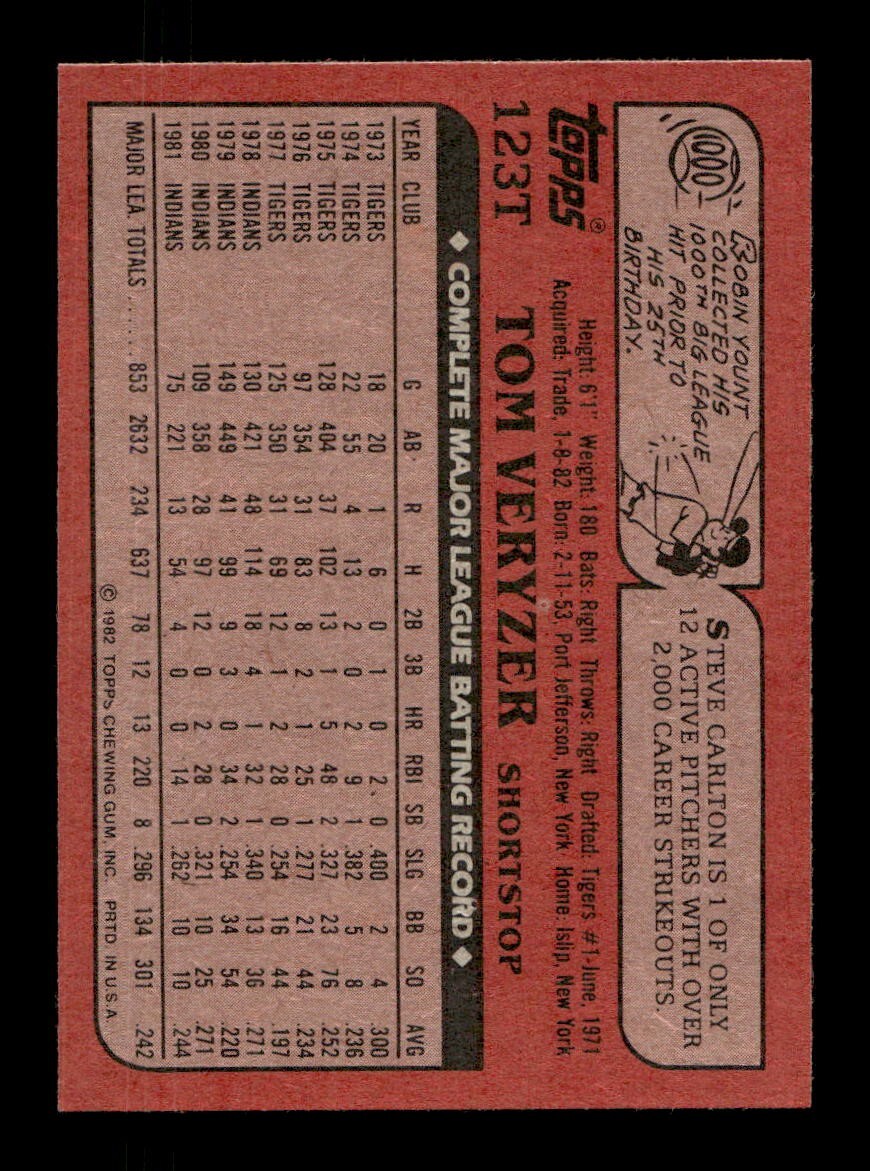 1000
ROBIN YOUNT
COLLECTED HIS
1000TH BIG LEAGUE
HIT PRIOR TO
HIS 25TH
BIRTHDAY.
STEVE CARLTON IS 1 OF ONLY
12 ACTIVE PITCHERS WITH OVER
2,000 CAREER STRIKEOUTS.
topps®
123T
Height: 6'1" Weight: 180 Bats: Right Throws: Right Drafted: Tigers #1-June, 1971
Acquired: Trade, 1-8-82 Born: 2-11-53, Port Jefferson, New York Home: Islip, New York
TOM VERYZER SHORTSTOP
◆ COMPLETE MAJOR LEAGUE BATTING RECORD ◆
YEAR CLUB G AB R H 2B 3B HR RBI SB SLG BB SO AVG
1973 TIGERS 18 20 1 6 0 1 0 2 0 .400 2 4 .300
1974 TIGERS 22 55 4 13 2 0 2 9 1 .382 5 8 .236
1975 TIGERS 128 404 37 102 13 1 5 48 2 .327 23 76 .252
1976 TIGERS 97 354 31 83 8 2 1 25 1 .277 21 44 .234
1977 TIGERS 125 350 31 69 12 1 2 28 0 .254 16 44 .197
1978 INDIANS 130 421 48 114 18 4 1 32 1 .340 13 36 .271
1979 INDIANS 149 449 41 99 9 3 0 34 2 .254 34 54 .220
1980 INDIANS 109 358 28 97 12 0 2 28 0 .321 10 25 .271
1981 INDIANS 75 221 13 54 4 0 0 14 1 .262 10 10 .244
MAJOR LEA. TOTALS ...... 853 2632 234 637 78 12 13 220 8 .296 134 301 .242
© 1982 TOPPS CHEWING GUM, INC. PRTD. IN U.S.A.